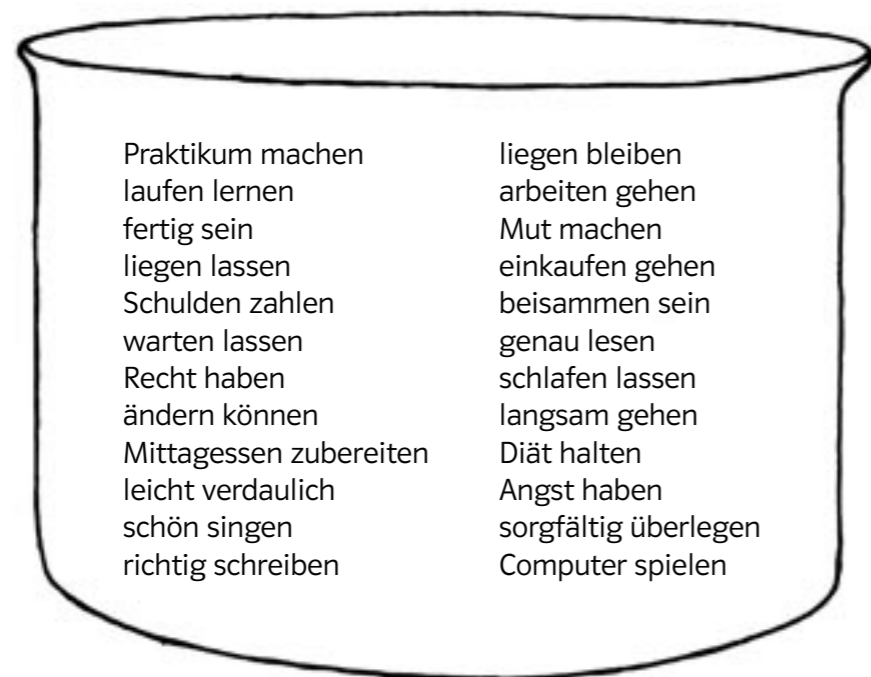 Praktikum machen
laufen lernen
fertig sein
liegen lassen
Schulden zahlen
warten lassen
Recht haben
ändern können
Mittagessen zubereiten
leicht verdaulich
schön singen
richtig schreiben
liegen bleiben
arbeiten gehen
Mut machen
einkaufen gehen
beisammen sein
genau lesen
schlafen lassen
langsam gehen
Diät halten
Angst haben
sorgfältig überlegen
Computer spielen